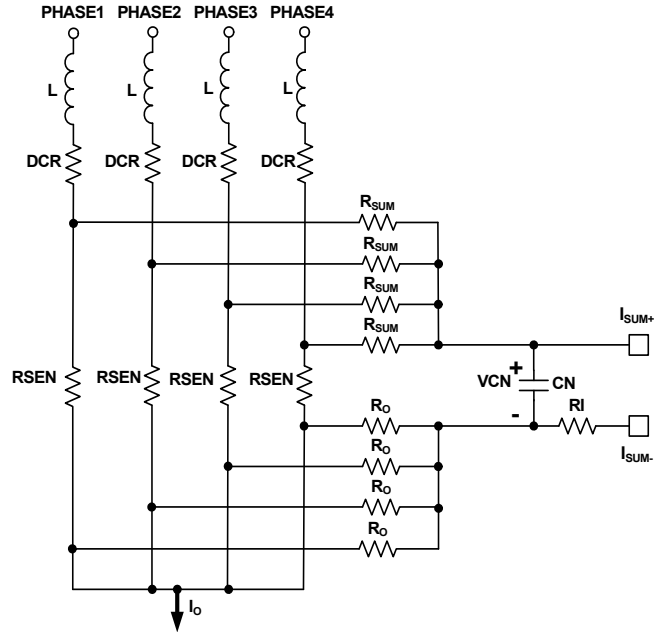 PHASE1 PHASE2 PHASE3 PHASE4
L L L L
DCR DCR DCR DCR
RSUM
RSUM
RSUM
RSUM
ISUM+
RSEN RSEN RSEN RSEN
+
VCN CN
-
RO
RI
RO
ISUM-
RO
RO
IO